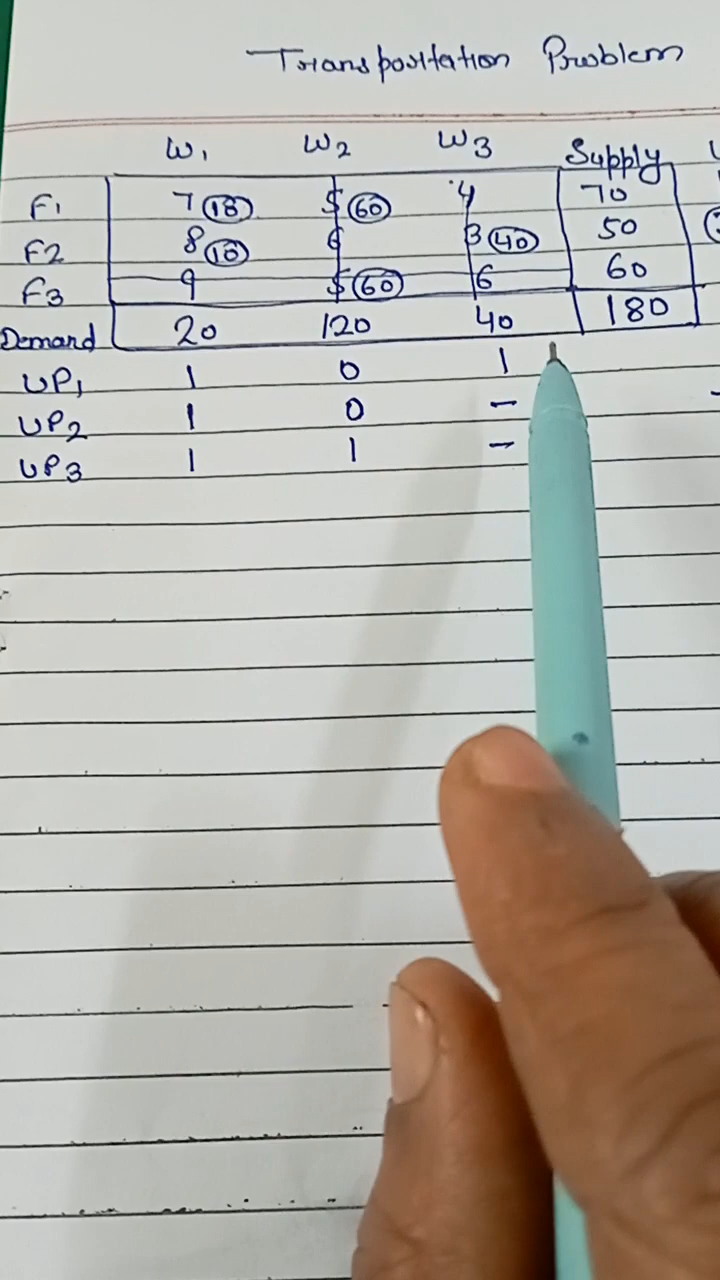 Transportation Problem
W1 W2 W3 Supply
F1 7 (10) 5 (60) 4 70
F2 8 (10) 6 3 (40) 50
F3 9 5 (60) 6 60
Demand 20 120 40 180
UP1 1 0 1
UP2 1 0 -
UP3 1 1 -